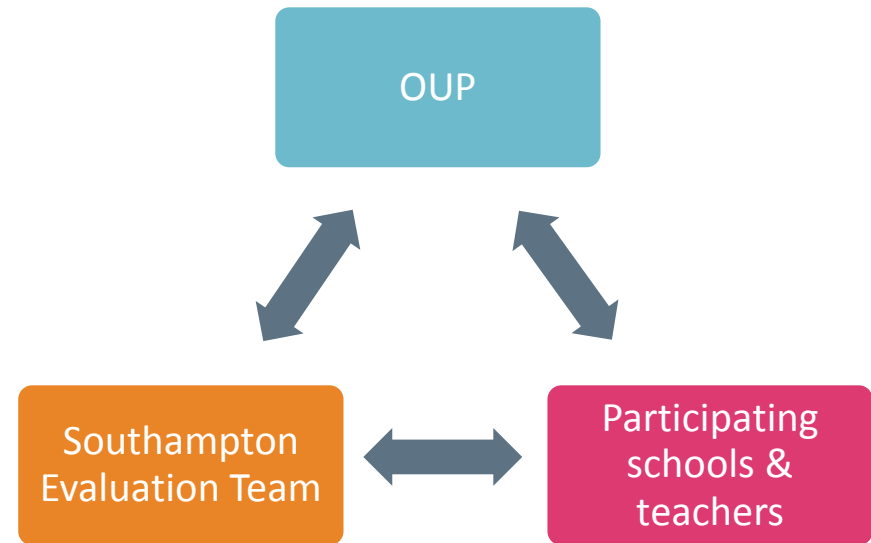 OUP
Southampton
Evaluation Team
Participating
schools &
teachers